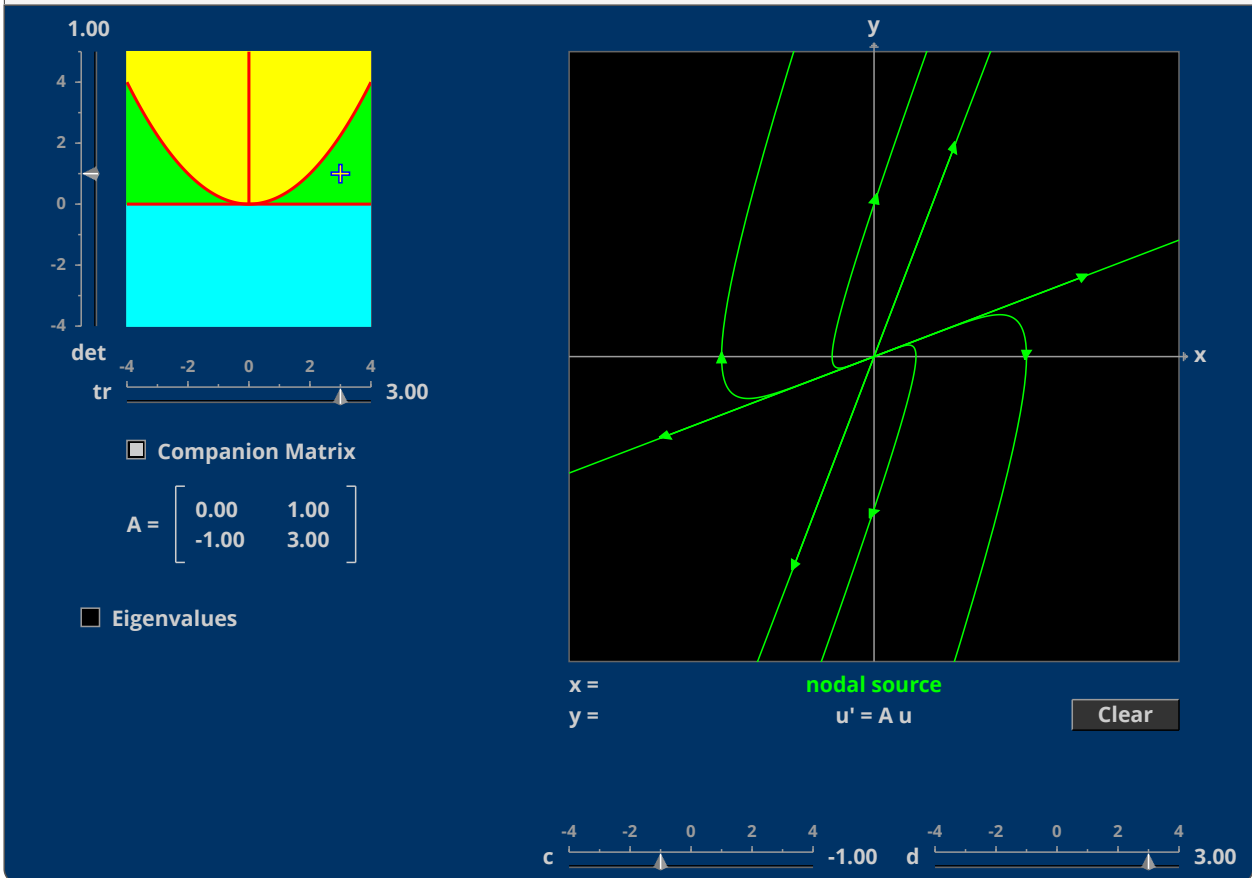 1.00
4
2
0
-2
-4
det
-4 -2 0 2 4
tr 3.00
Companion Matrix
A =
0.00 1.00
-1.00 3.00
Eigenvalues
y
x
x = nodal source
y = u' = A u
Clear
-4 -2 0 2 4
c -1.00
-4 -2 0 2 4
d 3.00